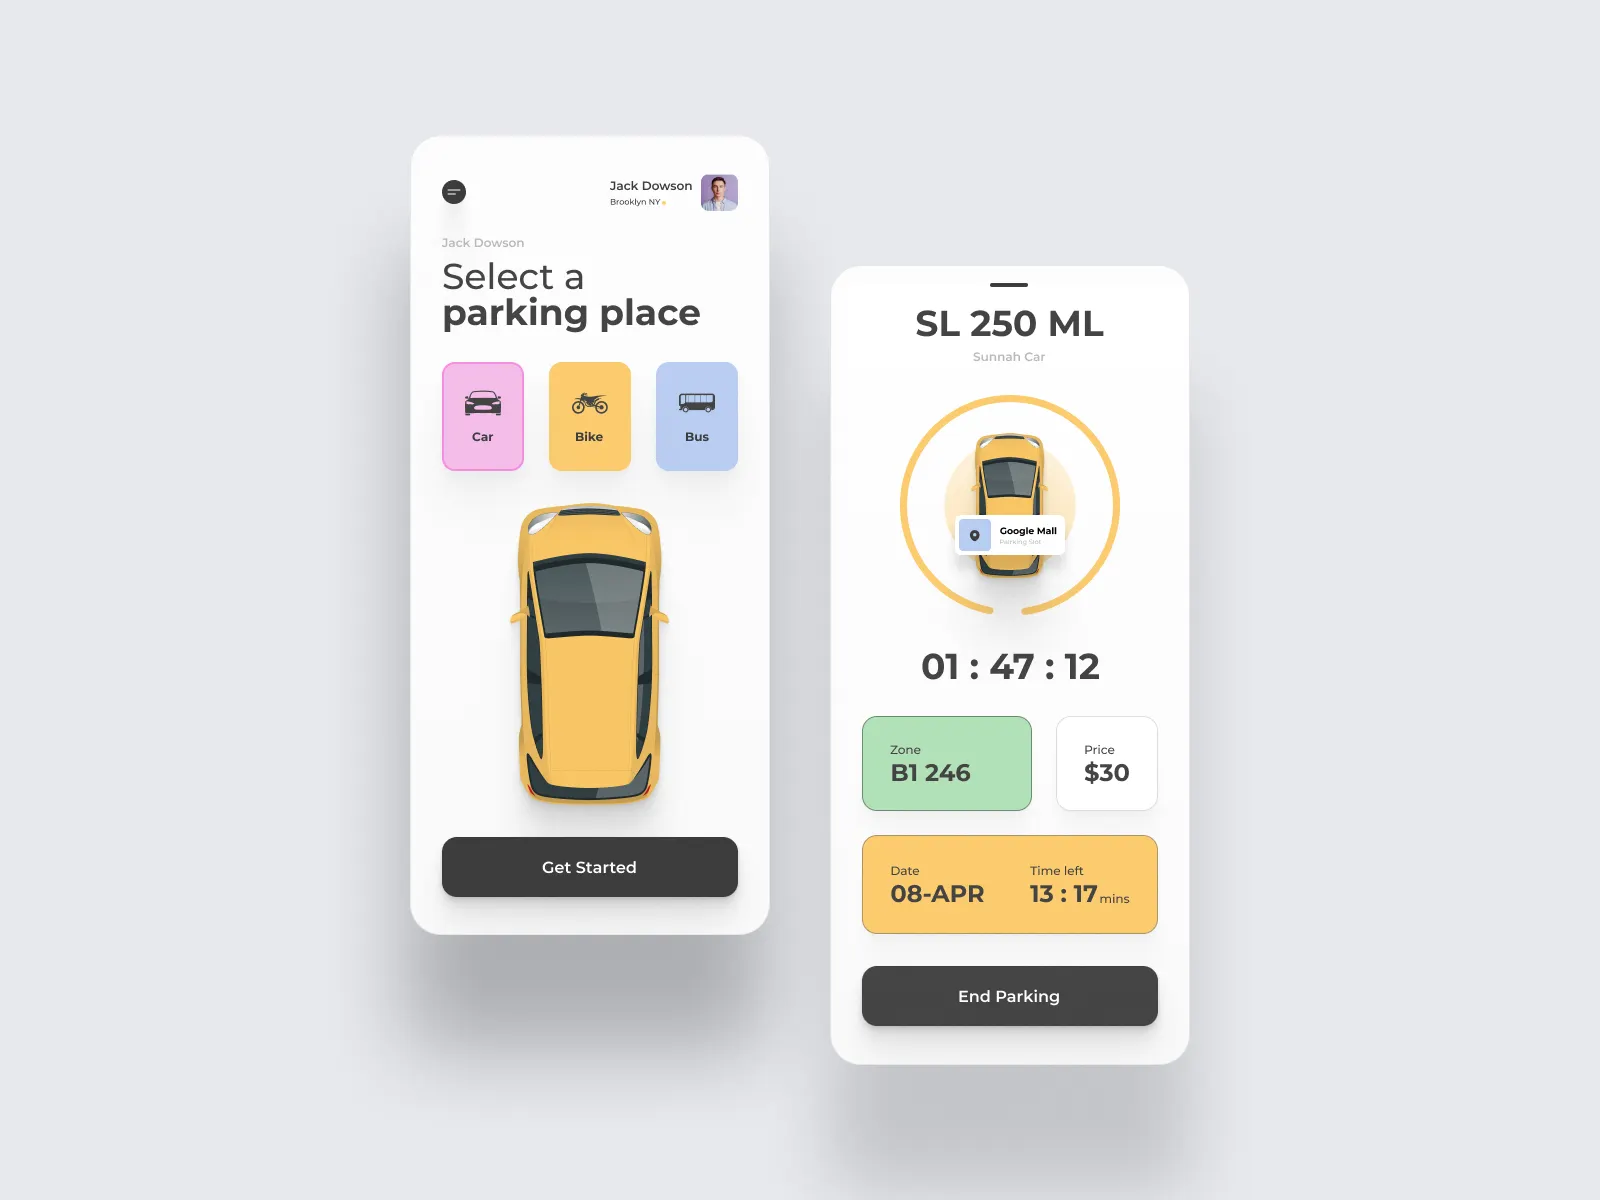 Jack Dowson
Brooklyn NY
Jack Dowson
Select a
parking place
Car
Bike
Bus
Get Started
SL 250 ML
Sunnah Car
Google Mall
Parking Slot
01 : 47 : 12
Zone
B1 246
Price
$30
Date
08-APR
Time left
13 : 17 mins
End Parking